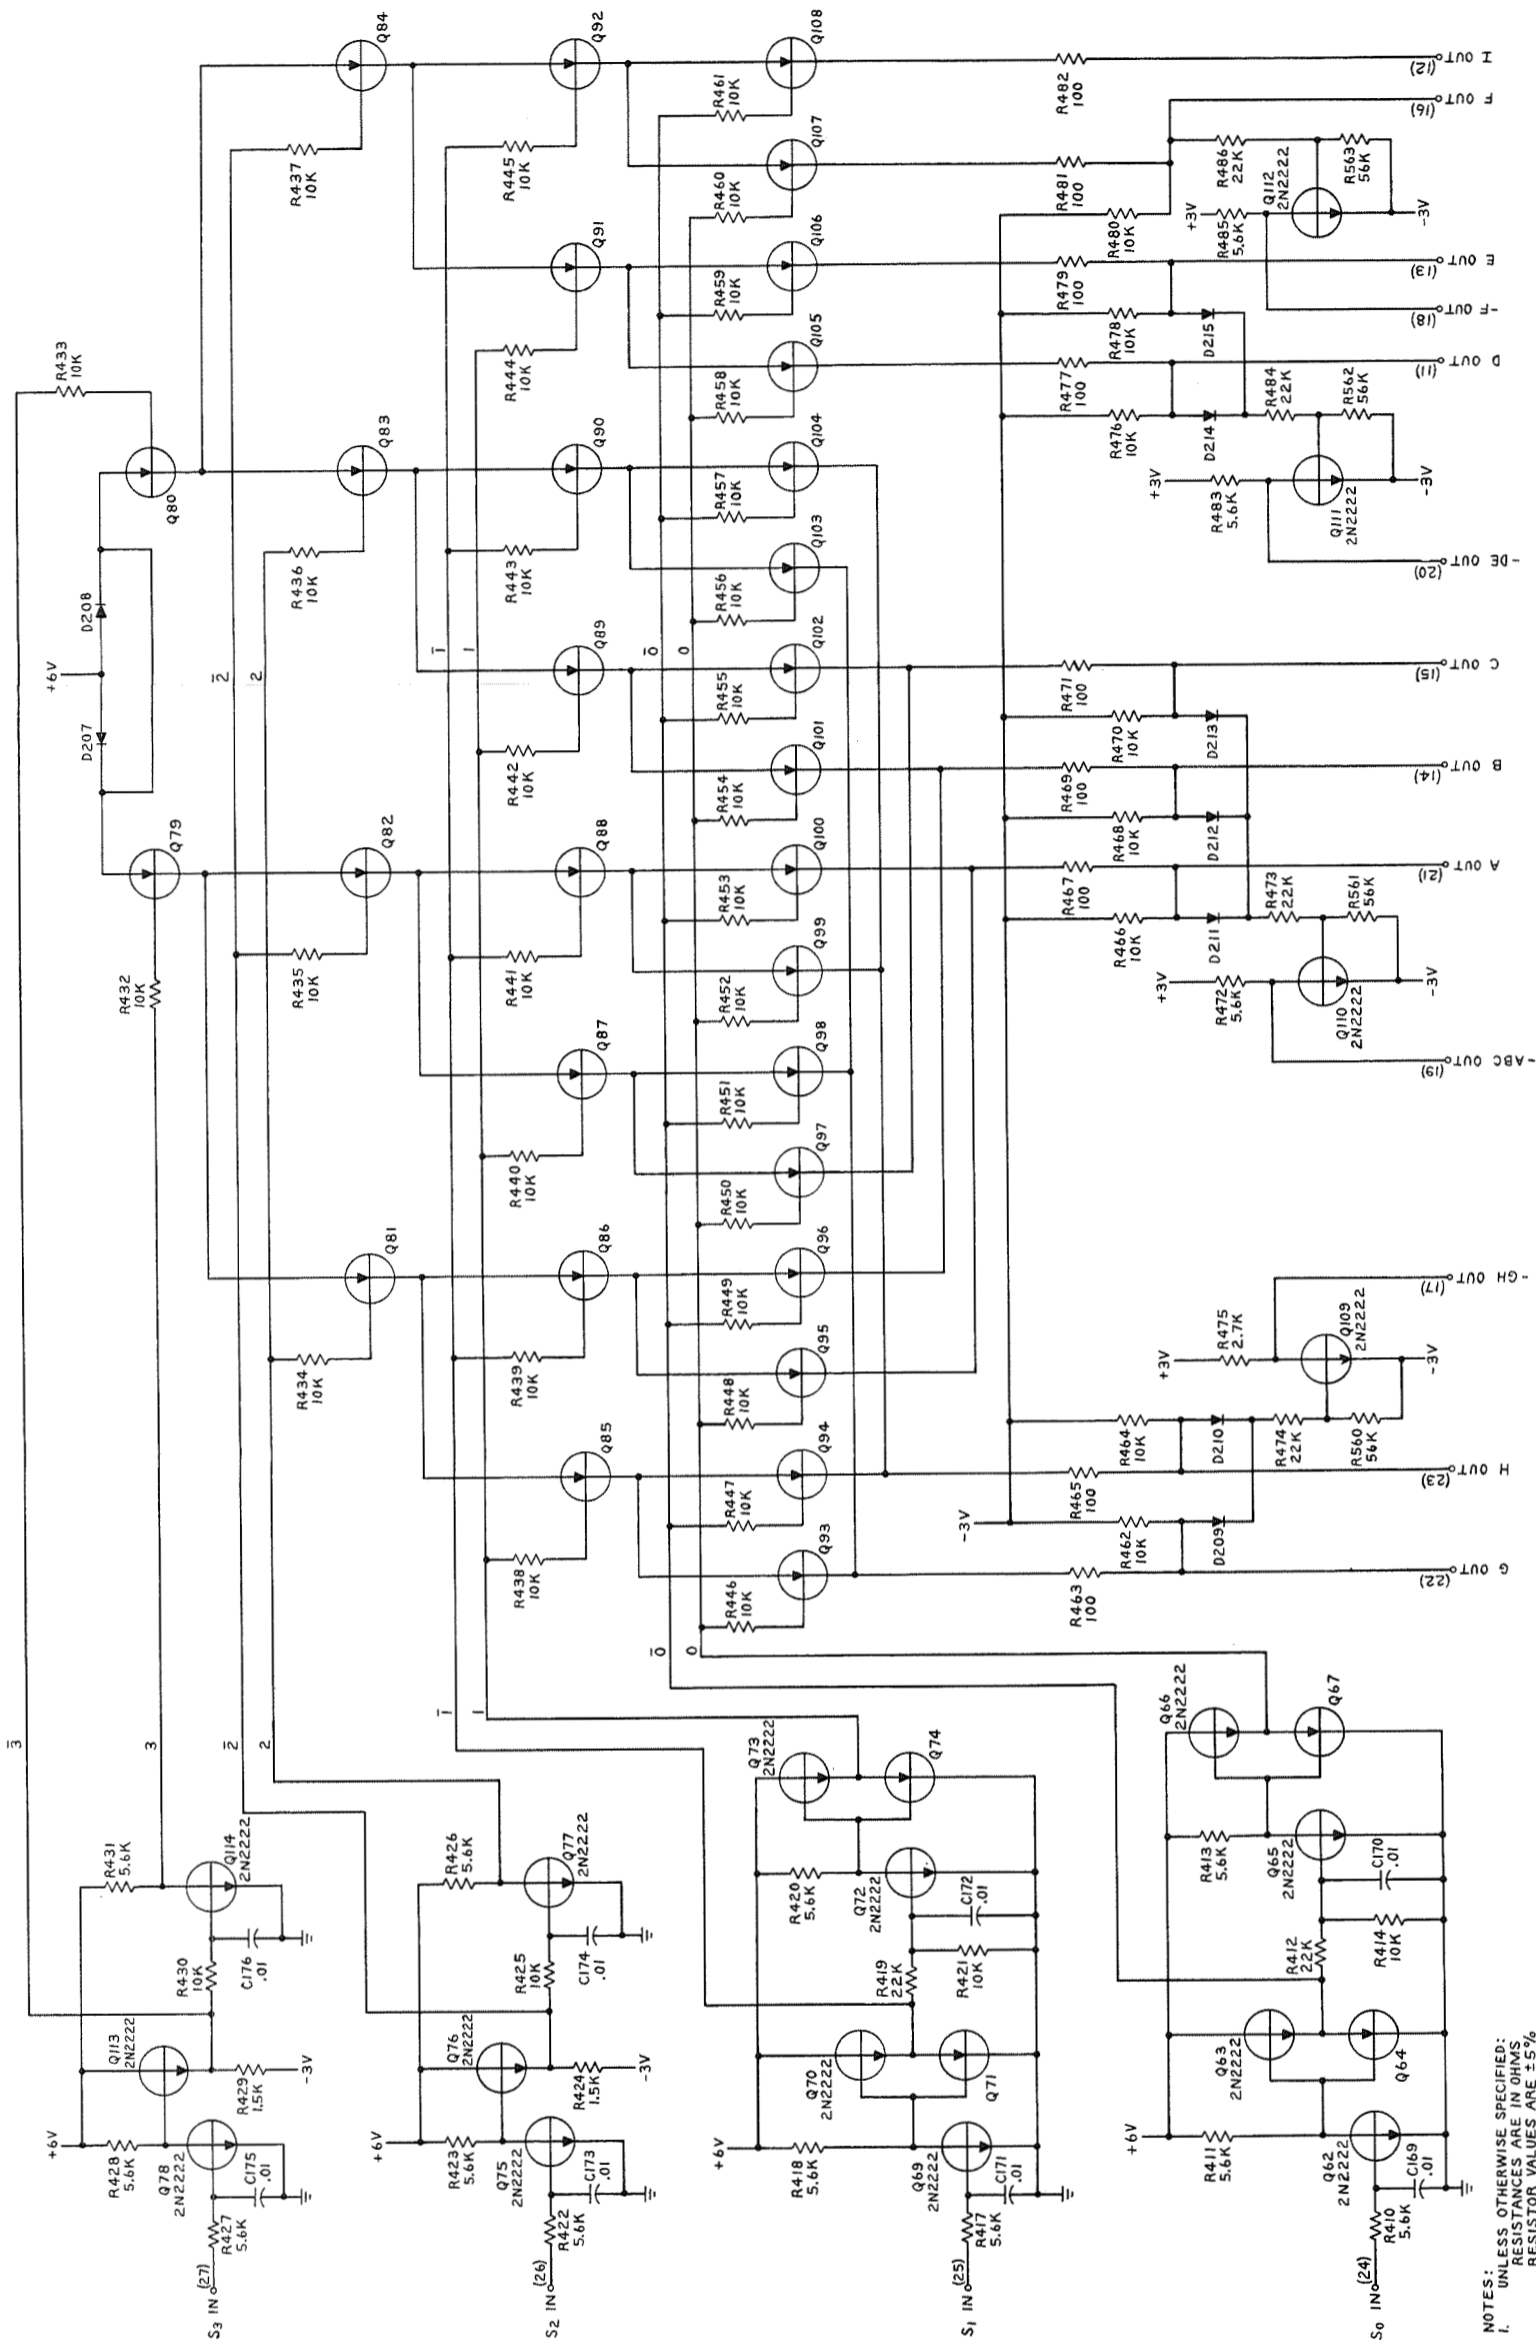 S3 IN (27)
R427
5.6K
C175
.01
Q78
2N2222
R428
5.6K
+6V
Q113
2N2222
R429
1.5K
-3V
R430
10K
C176
.01
R431
5.6K
Q114
2N2222
3
3
R432
10K
R433
10K
S2 IN (26)
R422
5.6K
C173
.01
Q75
2N2222
R423
5.6K
+6V
Q76
2N2222
R424
1.5K
-3V
R425
10K
C174
.01
R426
5.6K
Q77
2N2222
2
2
S1 IN (25)
R417
5.6K
C171
.01
Q69
2N2222
R418
5.6K
+6V
Q70
2N2222
Q71
R419
22K
R421
10K
C172
.01
R420
5.6K
Q72
2N2222
Q73
2N2222
Q74
1
1
S0 IN (24)
R410
5.6K
C169
.01
Q62
2N2222
R411
5.6K
+6V
Q63
2N2222
Q64
R412
22K
R414
10K
C170
.01
R413
5.6K
Q65
2N2222
Q66
2N2222
Q67
0
0
D207
+6V
D208
Q79
Q80
2
2
R434
10K
R435
10K
R436
10K
R437
10K
Q81
Q82
Q83
Q84
1
1
R438
10K
R439
10K
R440
10K
R441
10K
R442
10K
R443
10K
R444
10K
R445
10K
Q85
Q86
Q87
Q88
Q89
Q90
Q91
Q92
0
0
R446
10K
R447
10K
R448
10K
R449
10K
R450
10K
R451
10K
R452
10K
R453
10K
R454
10K
R455
10K
R456
10K
R457
10K
R458
10K
R459
10K
R460
10K
R461
10K
Q93
Q94
Q95
Q96
Q97
Q98
Q99
Q100
Q101
Q102
Q103
Q104
Q105
Q106
Q107
Q108
-3V
R463
100
R462
10K
D209
R465
100
R464
10K
D210
R474
22K
R560
56K
+3V
R475
2.7K
Q109
2N2222
-3V
+3V
R472
5.6K
Q110
2N2222
-3V
R466
10K
D211
R473
22K
R561
56K
R467
100
R468
10K
D212
R469
100
R470
10K
D213
R471
100
+3V
R483
5.6K
Q111
2N2222
-3V
R476
10K
D214
R484
22K
R562
56K
R477
100
R478
10K
D215
R479
100
R480
10K
+3V
R485
5.6K
Q112
2N2222
-3V
R481
100
R486
22K
R563
56K
R482
100
(22) G OUT
(23) H OUT
(17) -GH OUT
(19) -ABC OUT
(21) A OUT
(14) B OUT
(15) C OUT
(20) -DE OUT
(11) D OUT
(18) -F OUT
(13) E OUT
(16) F OUT
(12) I OUT
NOTES:
1. UNLESS OTHERWISE SPECIFIED:
RESISTANCES ARE IN OHMS
RESISTOR VALUES ARE ±5%